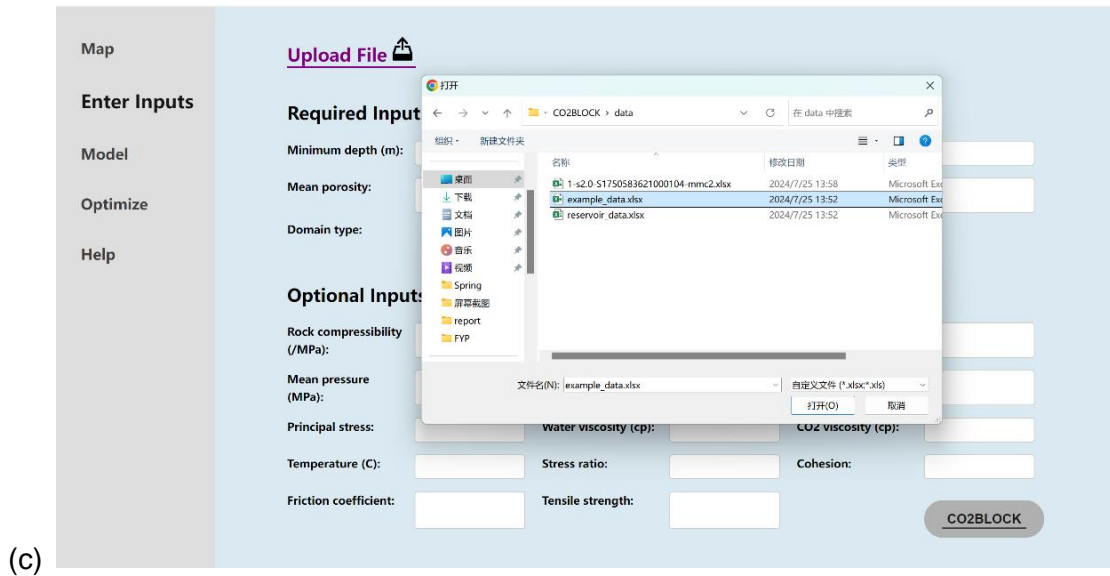 Map
Enter Inputs
Model
Optimize
Help
Upload File
Required Input
Minimum depth (m):
Mean porosity:
Domain type:
Optional Inputs
Rock compressibility
(/MPa):
Mean pressure
(MPa):
Principal stress: Water viscosity (cp): CO2 viscosity (cp):
Temperature (C): Stress ratio: Cohesion:
Friction coefficient: Tensile strength:
CO2BLOCK
打开
CO2BLOCK › data 在 data 中搜索
组织 新建文件夹
桌面
下载
文档
图片
音乐
视频
Spring
屏幕截图
report
FYP
名称 修改日期 类型
1-s2.0-S1750583621000104-mmc2.xlsx 2024/7/25 13:58 Microsoft Exc
example_data.xlsx 2024/7/25 13:52 Microsoft Exc
reservoir_data.xlsx 2024/7/25 13:52 Microsoft Exc
文件名(N): example_data.xlsx 自定义文件 (*.xlsx;*.xls)
打开(O) 取消
(c)